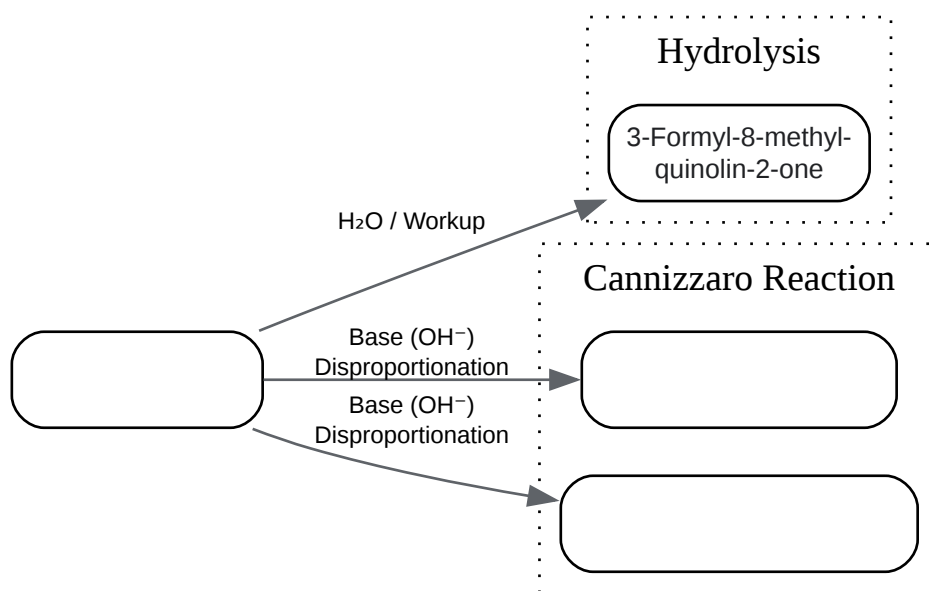 Hydrolysis
3-Formyl-8-methyl-
quinolin-2-one
H₂O / Workup
Cannizzaro Reaction
Base (OH⁻)
Disproportionation
Base (OH⁻)
Disproportionation